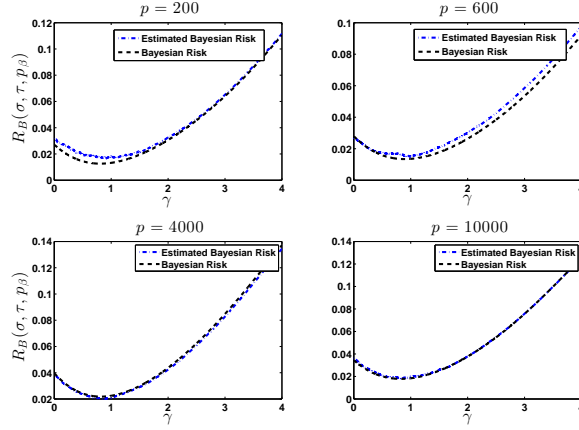 p = 200
p = 600
0.12
0.1
0.08
0.06
0.04
0.02
0
R_B(σ, τ, p_β)
Estimated Bayesian Risk
Bayesian Risk
0 1 2 3 4
γ
0.1
0.08
0.06
0.04
0.02
0
Estimated Bayesian Risk
Bayesian Risk
0 1 2 3 4
γ
p = 4000
p = 10000
0.14
0.12
0.1
0.08
0.06
0.04
0.02
R_B(σ, τ, p_β)
Estimated Bayesian Risk
Bayesian Risk
0 1 2 3 4
γ
0.14
0.12
0.1
0.08
0.06
0.04
0.02
0
Estimated Bayesian Risk
Bayesian Risk
0 1 2 3 4
γ